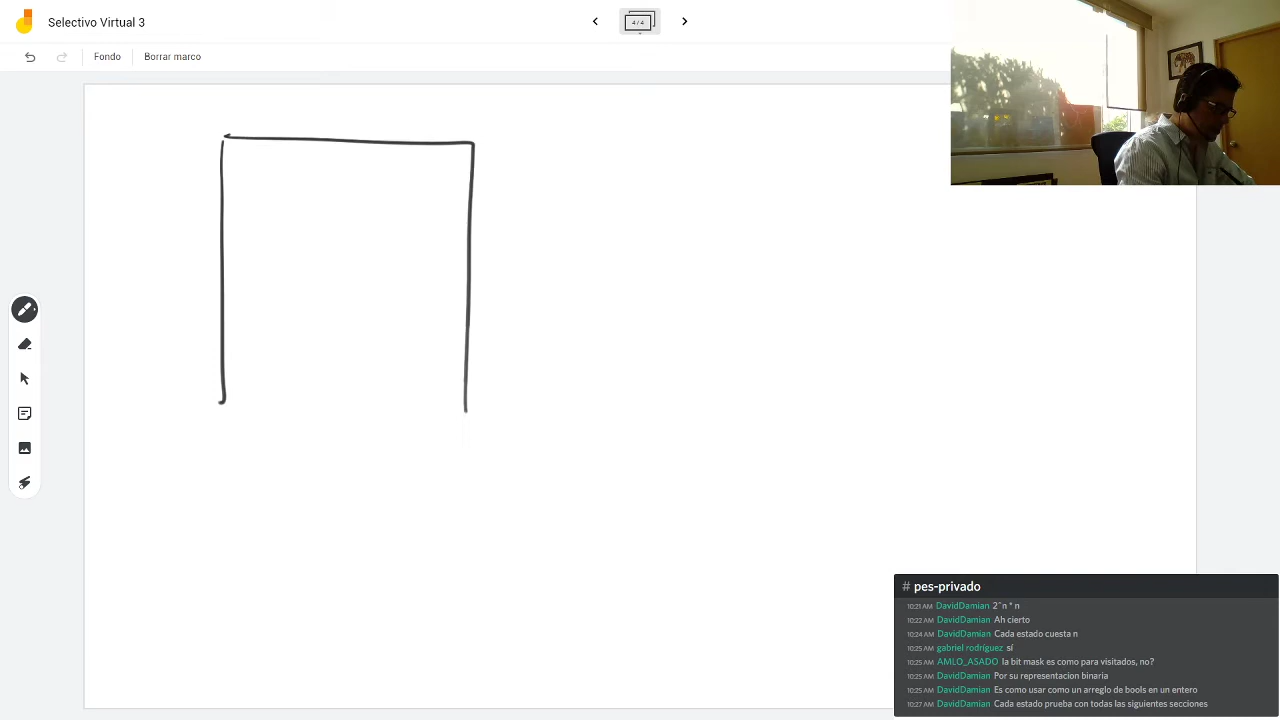 Selectivo Virtual 3
4 / 4
Fondo
Borrar marco
# pes-privado
10:21 AM DavidDamian 2^n * n
10:22 AM DavidDamian Ah cierto
10:24 AM DavidDamian Cada estado cuesta n
10:25 AM gabriel rodríguez sí
10:25 AM AMLO_ASADO la bit mask es como para visitados, no?
10:25 AM DavidDamian Por su representacion binaria
10:25 AM DavidDamian Es como usar como un arreglo de bools en un entero
10:27 AM DavidDamian Cada estado prueba con todas las siguientes secciones